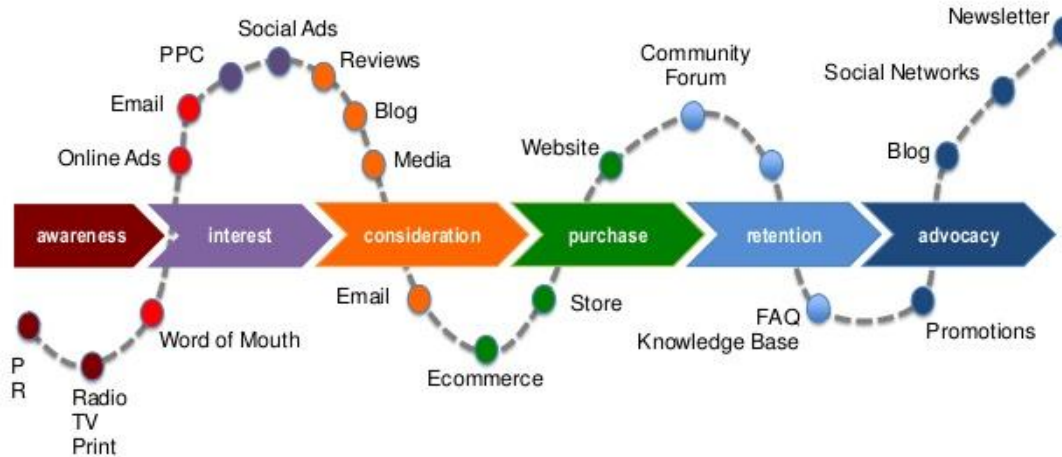 Newsletter
Social Ads
PPC
Reviews
Community
Forum
Social Networks
Email
Blog
Online Ads
Media
Website
Blog
awareness
interest
consideration
purchase
retention
advocacy
Email
Store
FAQ
Knowledge Base
Promotions
Word of Mouth
P
R
Ecommerce
Radio
TV
Print